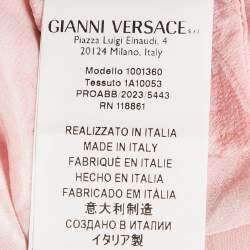 GIANNI VERSACE S.r.l.
Piazza Luigi Einaudi, 4
20124 Milano, Italy
Modello 1001360
Tessuto 1A10053
PROABB/2023/5443
RN 118861
REALIZZATO IN ITALIA
MADE IN ITALY
FABRIQUÉ EN ITALIE
HECHO EN ITALIA
FABRICADO EM ITÁLIA
意大利制造
СОЗДАНО В ИТАЛИИ
イタリア製